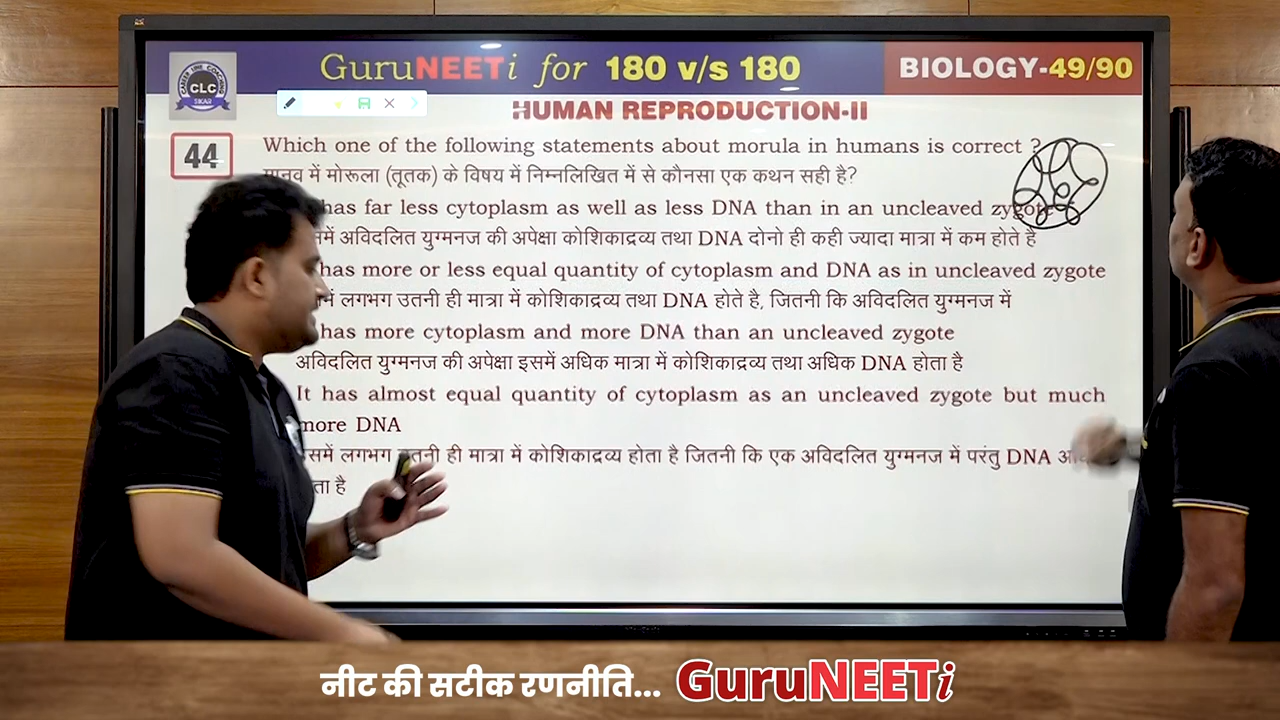 GuruNEETi for 180 v/s 180
BIOLOGY-49/90
CLC
SIKAR
HUMAN REPRODUCTION-II
44
Which one of the following statements about morula in humans is correct ?
मानव में मोरूला (तूतक) के विषय में निम्नलिखित में से कौनसा एक कथन सही है?
has far less cytoplasm as well as less DNA than in an uncleaved zygote
अविदलित युग्मनज की अपेक्षा कोशिकाद्रव्य तथा DNA दोनो ही कही ज्यादा मात्रा में कम होते है
has more or less equal quantity of cytoplasm and DNA as in uncleaved zygote
लगभग उतनी ही मात्रा में कोशिकाद्रव्य तथा DNA होते है, जितनी कि अविदलित युग्मनज में
has more cytoplasm and more DNA than an uncleaved zygote
अविदलित युग्मनज की अपेक्षा इसमें अधिक मात्रा में कोशिकाद्रव्य तथा अधिक DNA होता है
It has almost equal quantity of cytoplasm as an uncleaved zygote but much
more DNA
लगभग उतनी ही मात्रा में कोशिकाद्रव्य होता है जितनी कि एक अविदलित युग्मनज में परंतु DNA
है
नीट की सटीक रणनीति... GuruNEETi